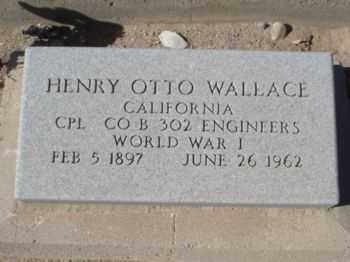 HENRY OTTO WALLACE
CALIFORNIA
CPL CO B 302 ENGINEERS
WORLD WAR I
FEB 5 1897 JUNE 26 1962